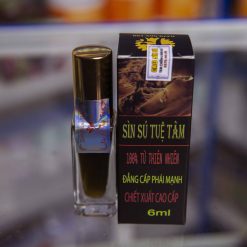 SÌN SÚ TUỆ TÂM
100% TỪ THIÊN NHIÊN
ĐẲNG CẤP PHÁI MẠNH
CHIẾT XUẤT CAO CẤP
6ml